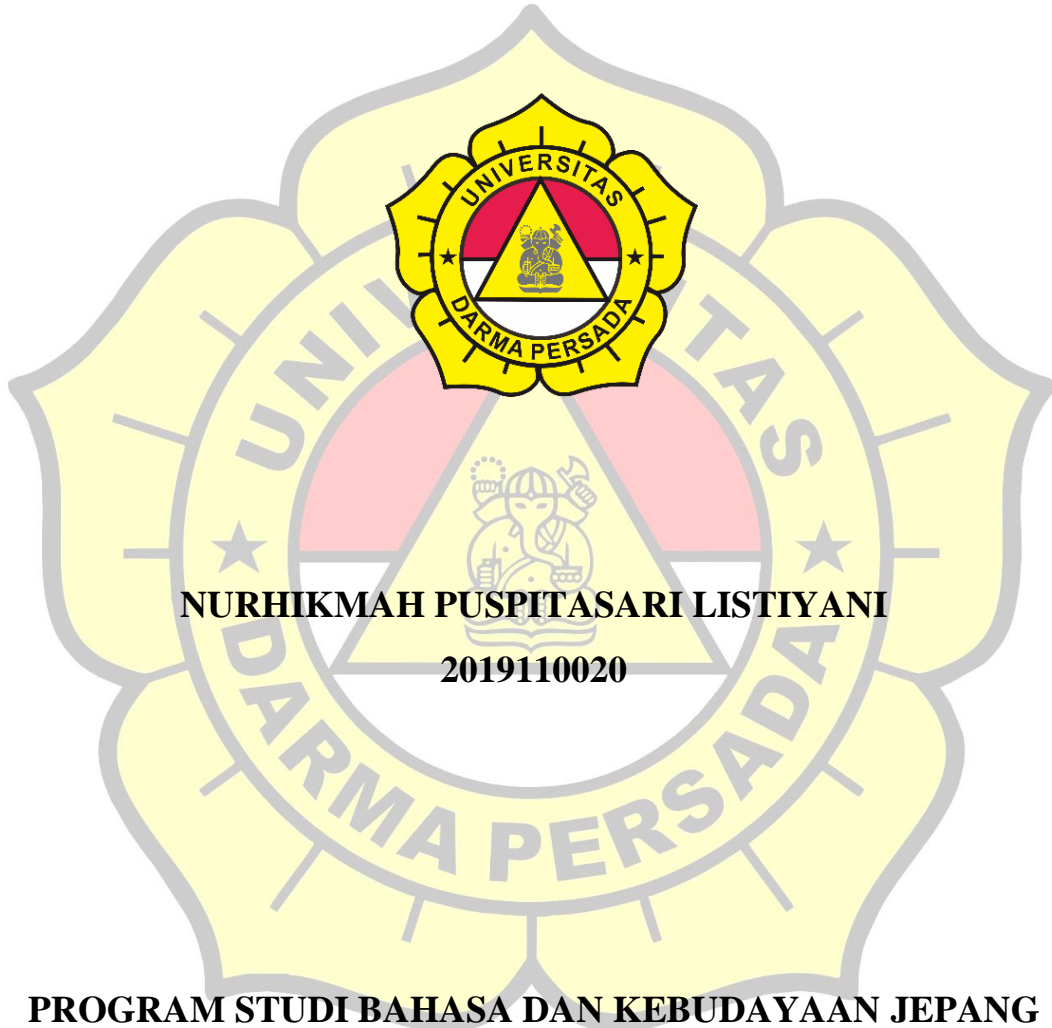 UNIVERSITAS
DARMA PERSADA
UNIVERSITAS
NURHIKMAH PUSPITASARI LISTIYANI
2019110020
DARMA PERSADA
PROGRAM STUDI BAHASA DAN KEBUDAYAAN JEPANG